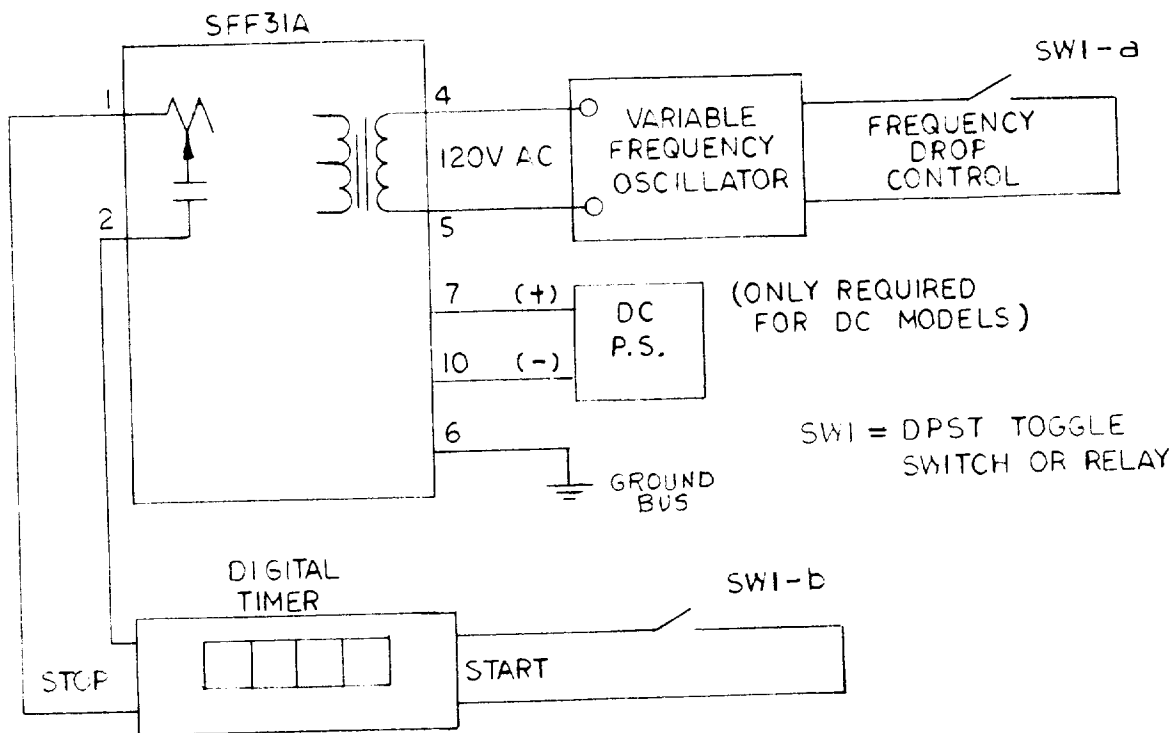 SFF31A
1
2
4
120V AC
5
VARIABLE
FREQUENCY
OSCILLATOR
SW1-a
FREQUENCY
DROP
CONTROL
7 (+)
10 (-)
DC
P.S.
(ONLY REQUIRED
FOR DC MODELS)
6
GROUND
BUS
SW1 = DPST TOGGLE
SWITCH OR RELAY
DIGITAL
TIMER
STOP
START
SW1-b